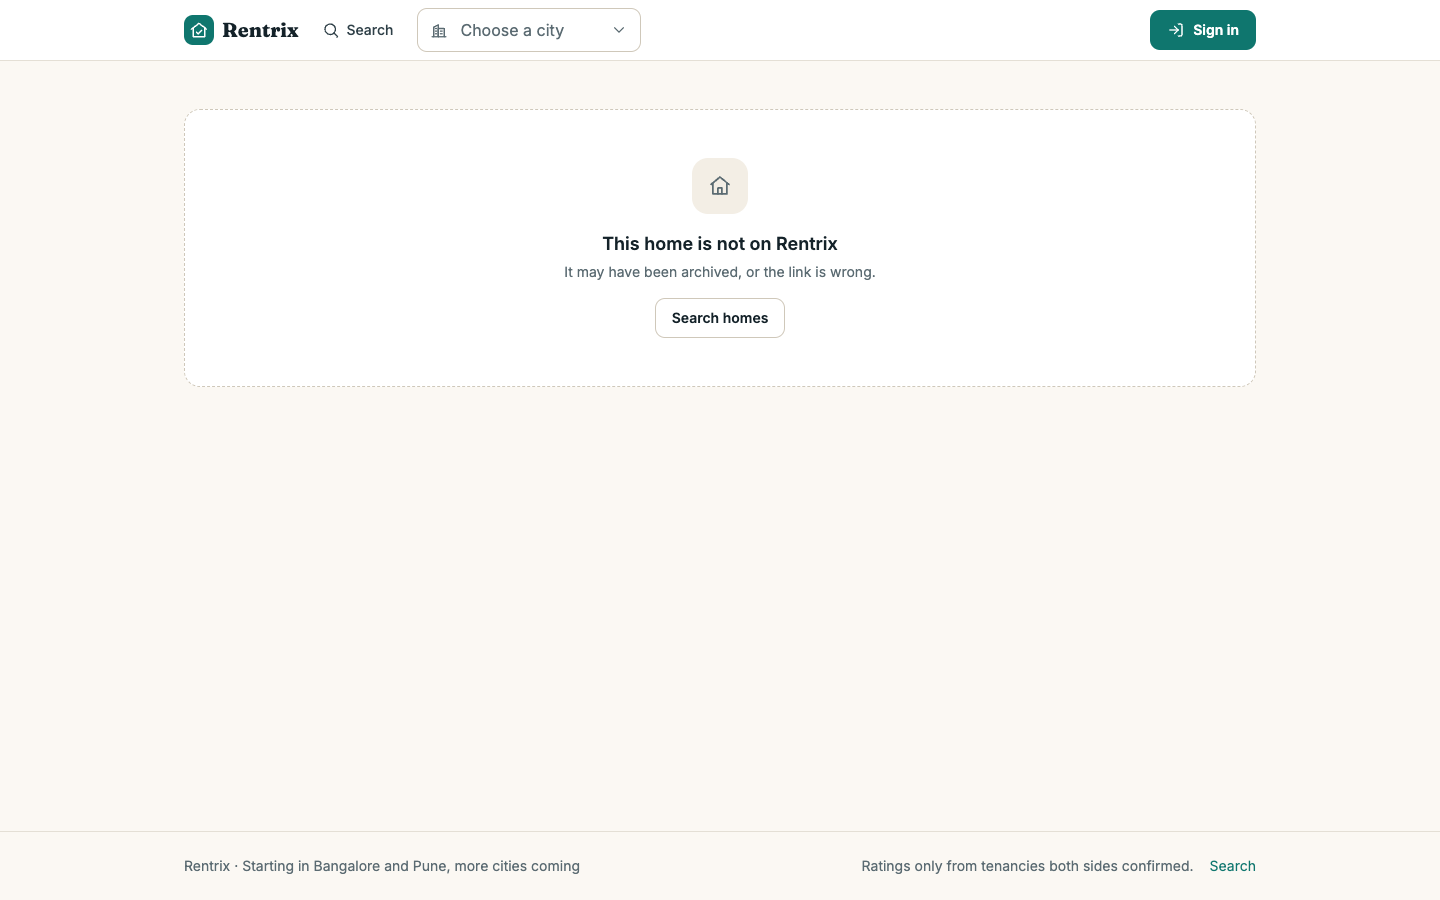 Rentrix
Search
Choose a city
Sign in
This home is not on Rentrix
It may have been archived, or the link is wrong.
Search homes
Rentrix · Starting in Bangalore and Pune, more cities coming
Ratings only from tenancies both sides confirmed.
Search